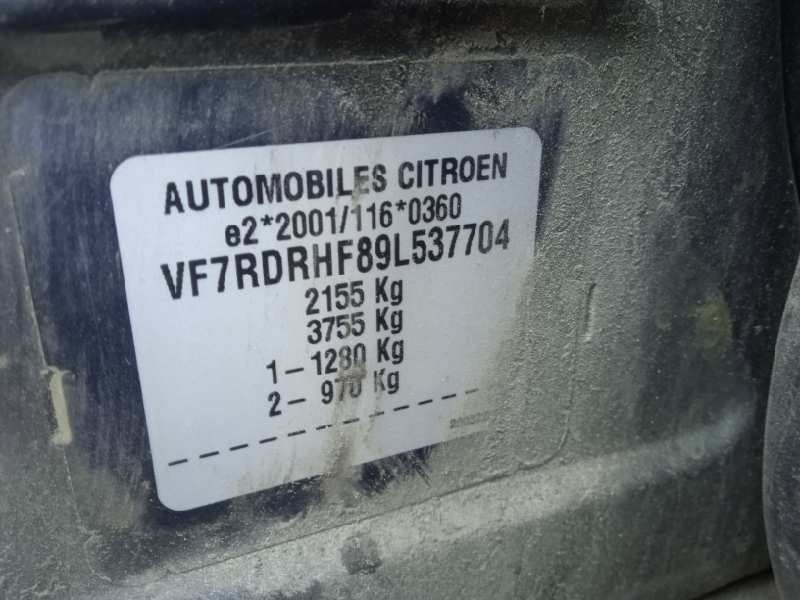 AUTOMOBILES CITROEN
e2*2001/116*0360
VF7RDRHF89L537704
2155 Kg
3755 Kg
1-1280 Kg
2-970 Kg